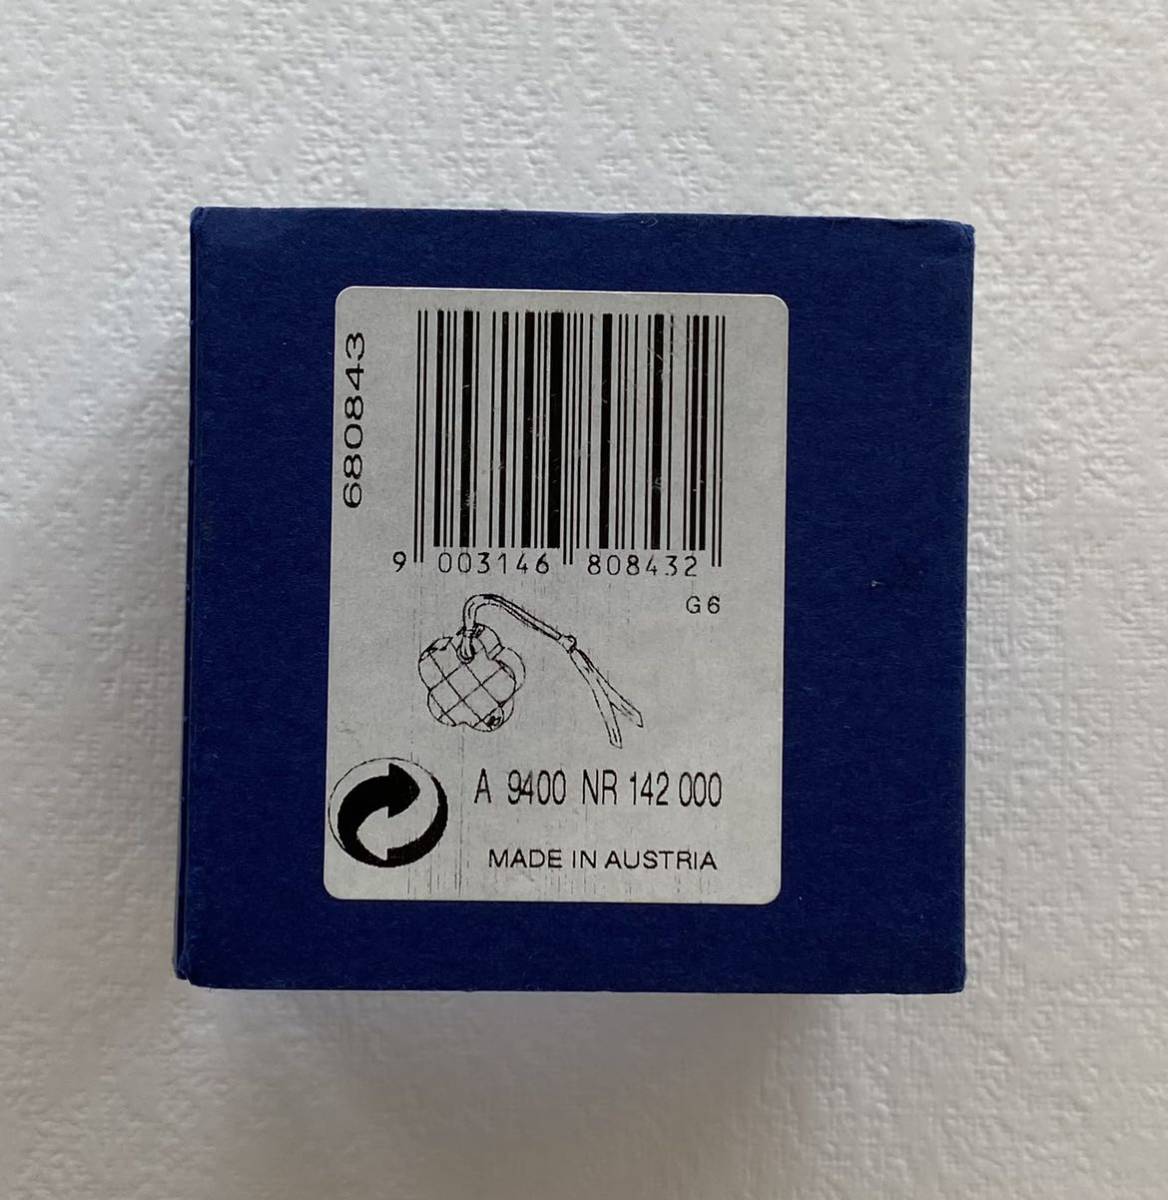 680843
9 003146 808432
G6
A 9400 NR 142 000
MADE IN AUSTRIA